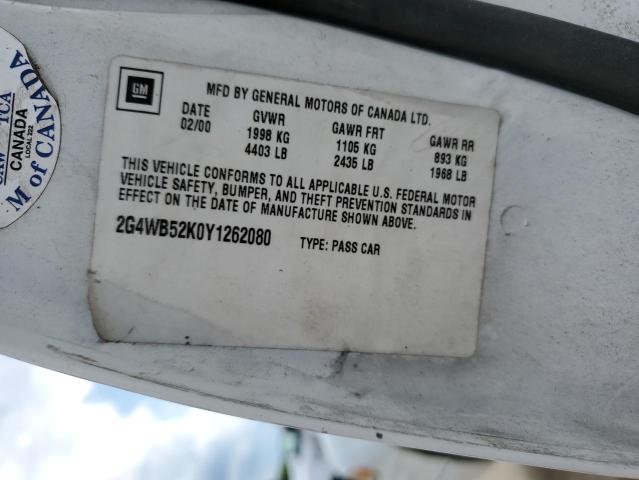 GM
MFD BY GENERAL MOTORS OF CANADA LTD.
DATE GVWR GAWR FRT GAWR RR
02/00 1998 KG 1105 KG 893 KG
4403 LB 2435 LB 1968 LB
THIS VEHICLE CONFORMS TO ALL APPLICABLE U.S. FEDERAL MOTOR
VEHICLE SAFETY, BUMPER, AND THEFT PREVENTION STANDARDS IN
EFFECT ON THE DATE OF MANUFACTURE SHOWN ABOVE.
2G4WB52K0Y1262080 TYPE: PASS CAR
TCA
CANADA
LOCAL 222
M of CANADA